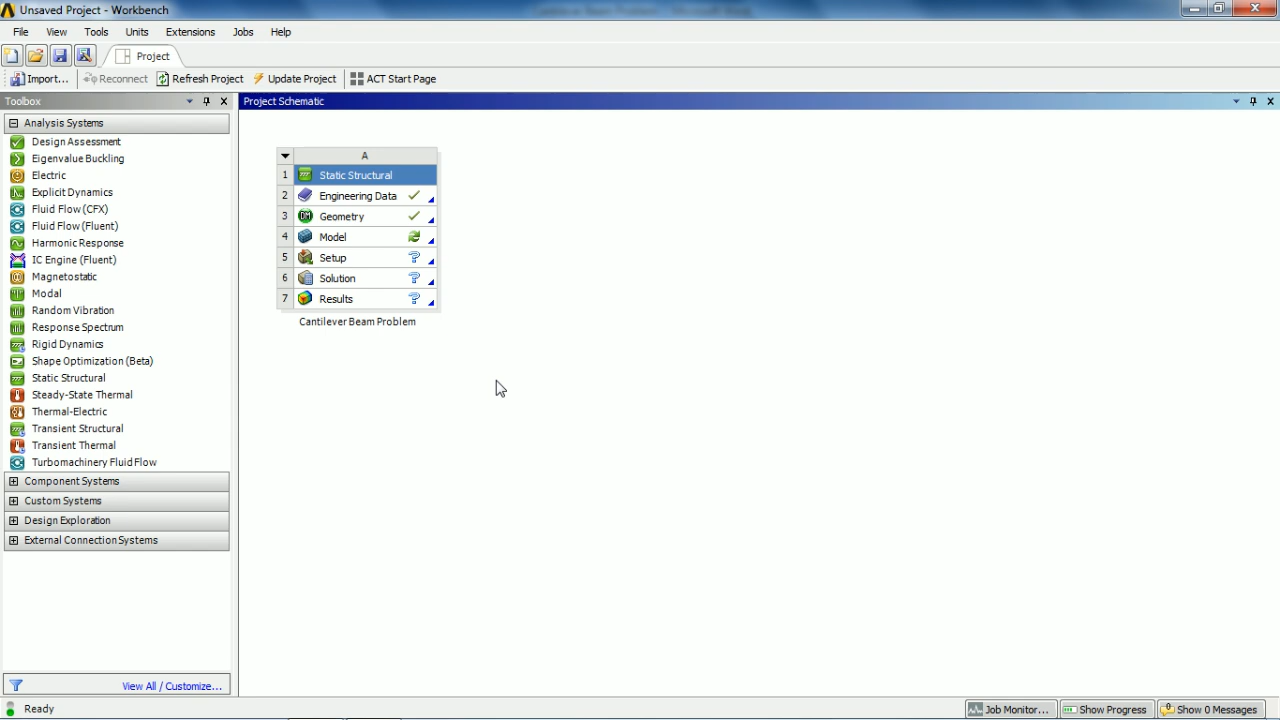 Unsaved Project - Workbench
File View Tools Units Extensions Jobs Help
Project
Import... Reconnect Refresh Project Update Project ACT Start Page
Toolbox
Project Schematic
Analysis Systems
Design Assessment
Eigenvalue Buckling
Electric
Explicit Dynamics
Fluid Flow (CFX)
Fluid Flow (Fluent)
Harmonic Response
IC Engine (Fluent)
Magnetostatic
Modal
Random Vibration
Response Spectrum
Rigid Dynamics
Shape Optimization (Beta)
Static Structural
Steady-State Thermal
Thermal-Electric
Transient Structural
Transient Thermal
Turbomachinery Fluid Flow
Component Systems
Custom Systems
Design Exploration
External Connection Systems
View All / Customize...
A
1 Static Structural
2 Engineering Data
3 Geometry
4 Model
5 Setup
6 Solution
7 Results
Cantilever Beam Problem
Ready
Job Monitor... Show Progress Show 0 Messages